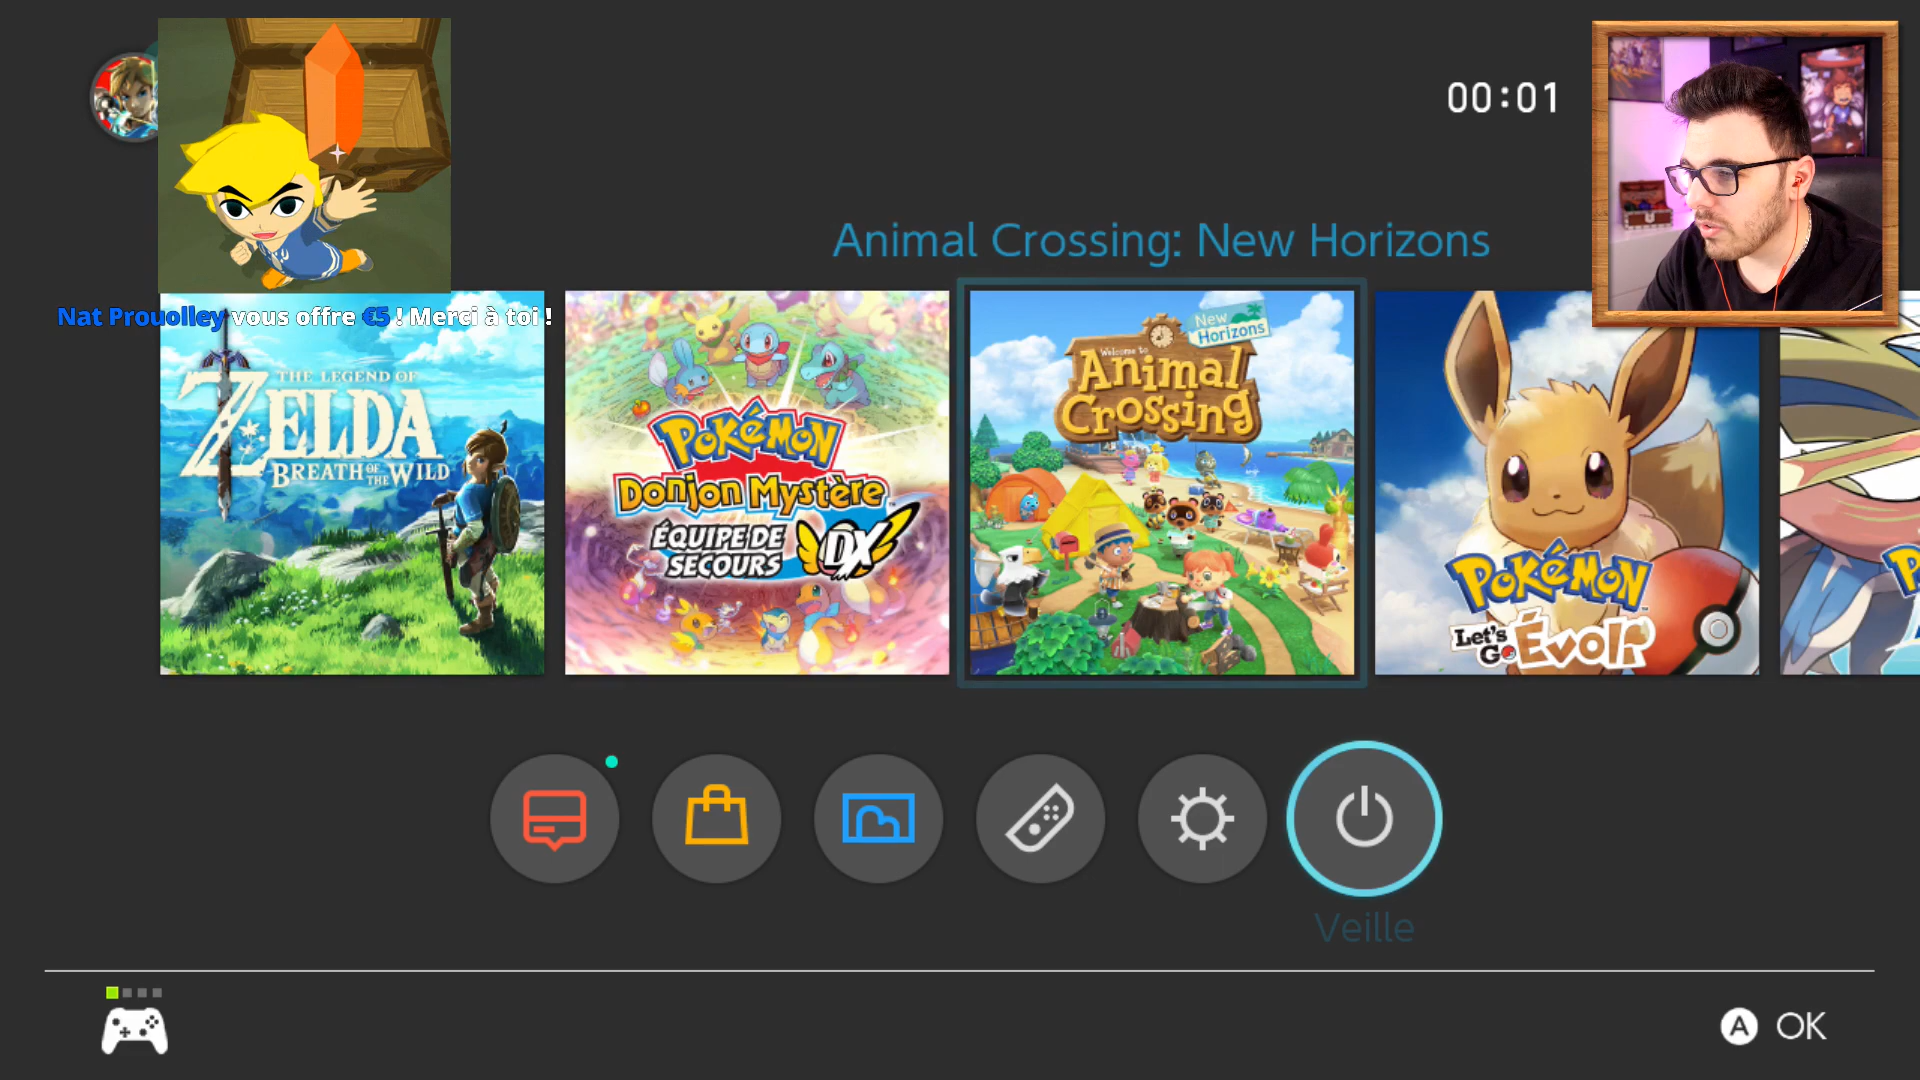 00:01
Animal Crossing: New Horizons
Nat Prouolley vous offre €5 ! Merci à toi !
THE LEGEND OF
ZELDA
BREATH OF THE WILD
POKÉMON
Donjon Mystère
ÉQUIPE DE
SECOURS DX
New
Horizons
Welcome to
Animal
Crossing
POKÉMON
Let's
Go Évoli
Veille
A OK